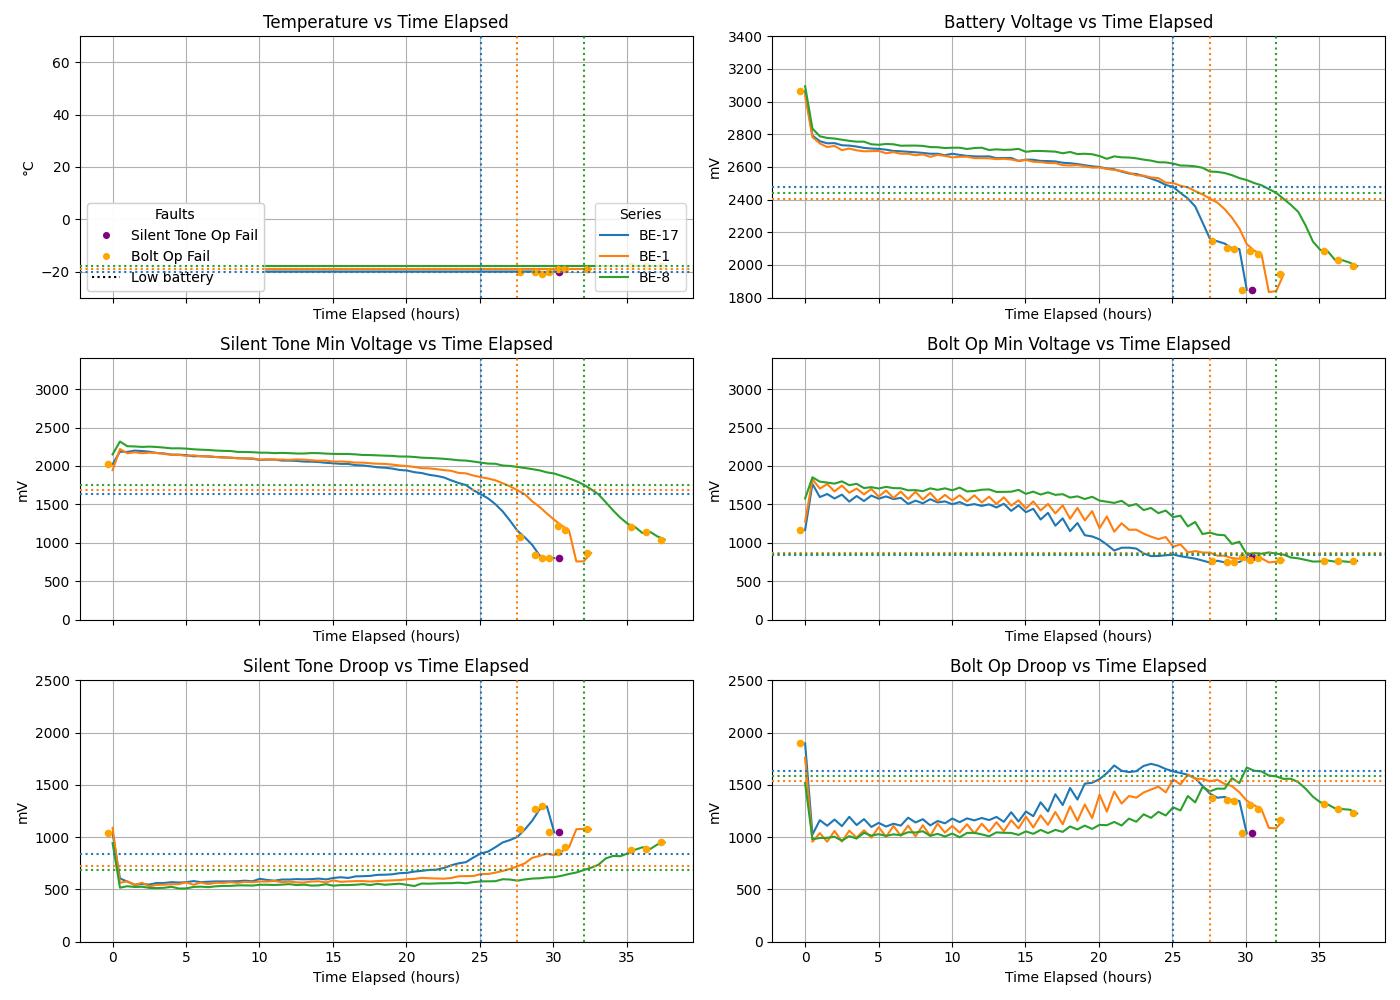 Temperature vs Time Elapsed
60
40
20
0
−20
°C
Faults
Silent Tone Op Fail
Bolt Op Fail
Low battery
Series
BE-17
BE-1
BE-8
Time Elapsed (hours)
Battery Voltage vs Time Elapsed
3400
3200
3000
2800
2600
2400
2200
2000
1800
mV
Time Elapsed (hours)
Silent Tone Min Voltage vs Time Elapsed
3000
2500
2000
1500
1000
500
0
mV
Time Elapsed (hours)
Bolt Op Min Voltage vs Time Elapsed
3000
2500
2000
1500
1000
500
0
mV
Time Elapsed (hours)
Silent Tone Droop vs Time Elapsed
2500
2000
1500
1000
500
0
mV
0 5 10 15 20 25 30 35
Time Elapsed (hours)
Bolt Op Droop vs Time Elapsed
2500
2000
1500
1000
500
0
mV
0 5 10 15 20 25 30 35
Time Elapsed (hours)